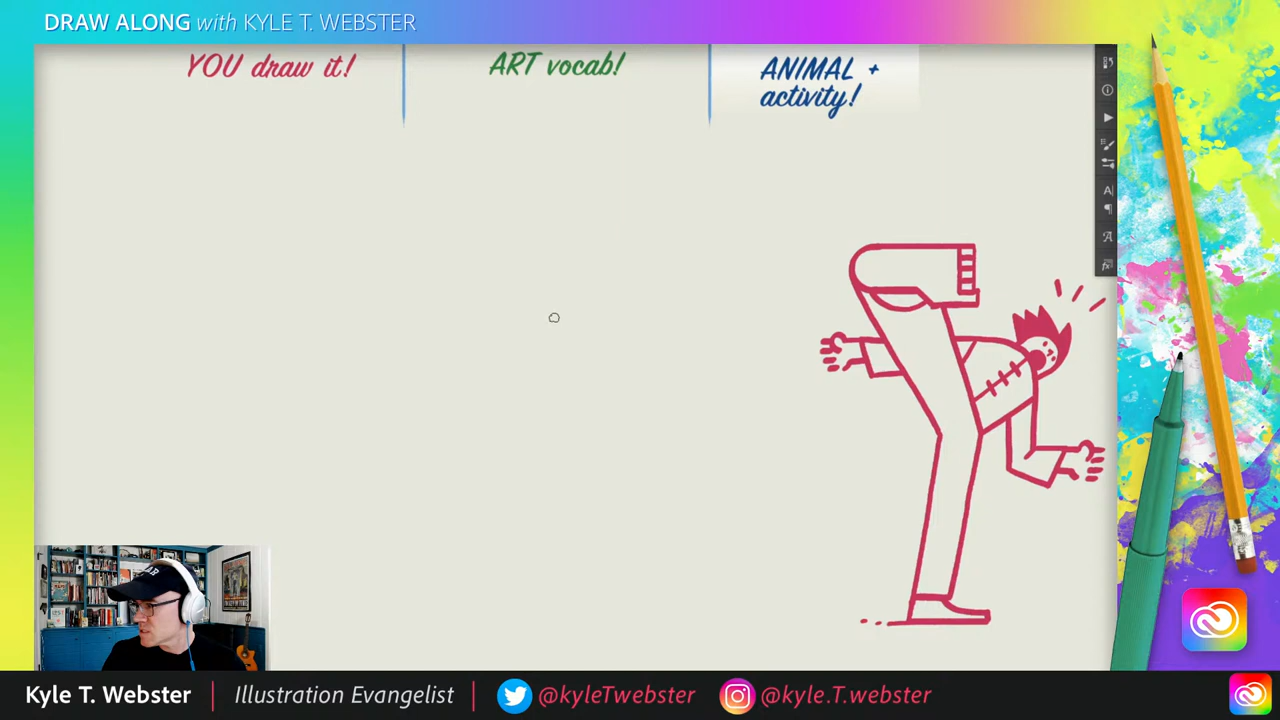 DRAW ALONG with KYLE T. WEBSTER
YOU draw it!
ART vocab!
ANIMAL +
activity!
Kyle T. Webster | Illustration Evangelist @kyleTwebster @kyle.T.webster